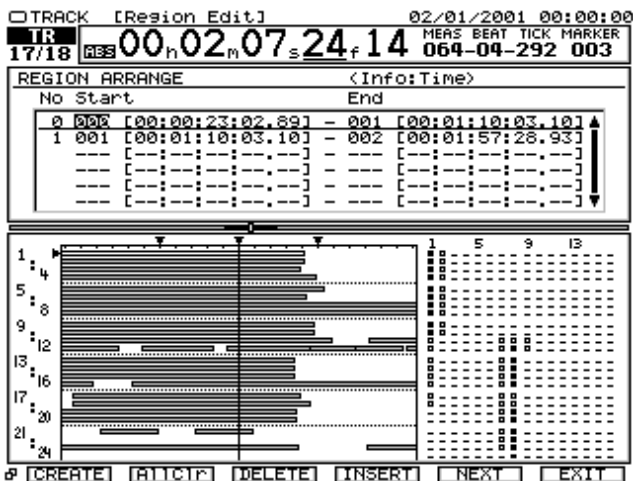 TRACK [Region Edit] 02/01/2001 00:00:00
TR 17/18 ABS 00h02m07s24f14 MEAS BEAT TICK MARKER
064-04-292 003
REGION ARRANGE <Info:Time>
No Start End
0 000 [00:00:23:02.89] - 001 [00:01:10:03.10]
1 001 [00:01:10:03.10] - 002 [00:01:57:28.93]
--- [--:--:--:--.--] - --- [--:--:--:--.--]
--- [--:--:--:--.--] - --- [--:--:--:--.--]
--- [--:--:--:--.--] - --- [--:--:--:--.--]
--- [--:--:--:--.--] - --- [--:--:--:--.--]
1 5 9 13
1:4
5:8
9:12
13:16
17:20
21:24
CREATE AllClr DELETE INSERT NEXT EXIT